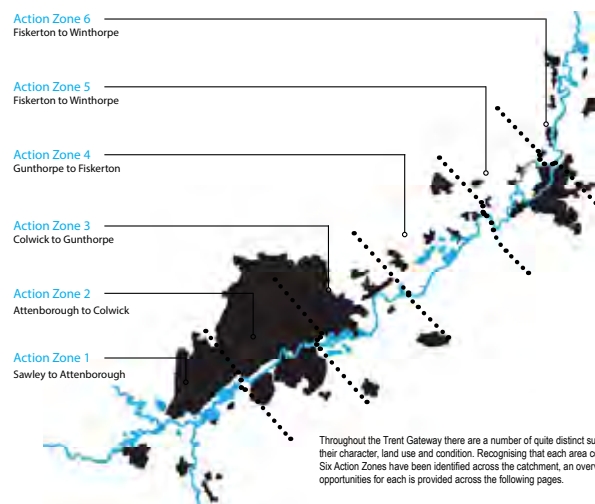 Action Zone 6
Fiskerton to Winthorpe
Action Zone 5
Fiskerton to Winthorpe
Action Zone 4
Gunthorpe to Fiskerton
Action Zone 3
Colwick to Gunthorpe
Action Zone 2
Attenborough to Colwick
Action Zone 1
Sawley to Attenborough
Throughout the Trent Gateway there are a number of quite distinct su
their character, land use and condition. Recognising that each area co
Six Action Zones have been identified across the catchment, an overv
opportunities for each is provided across the following pages.